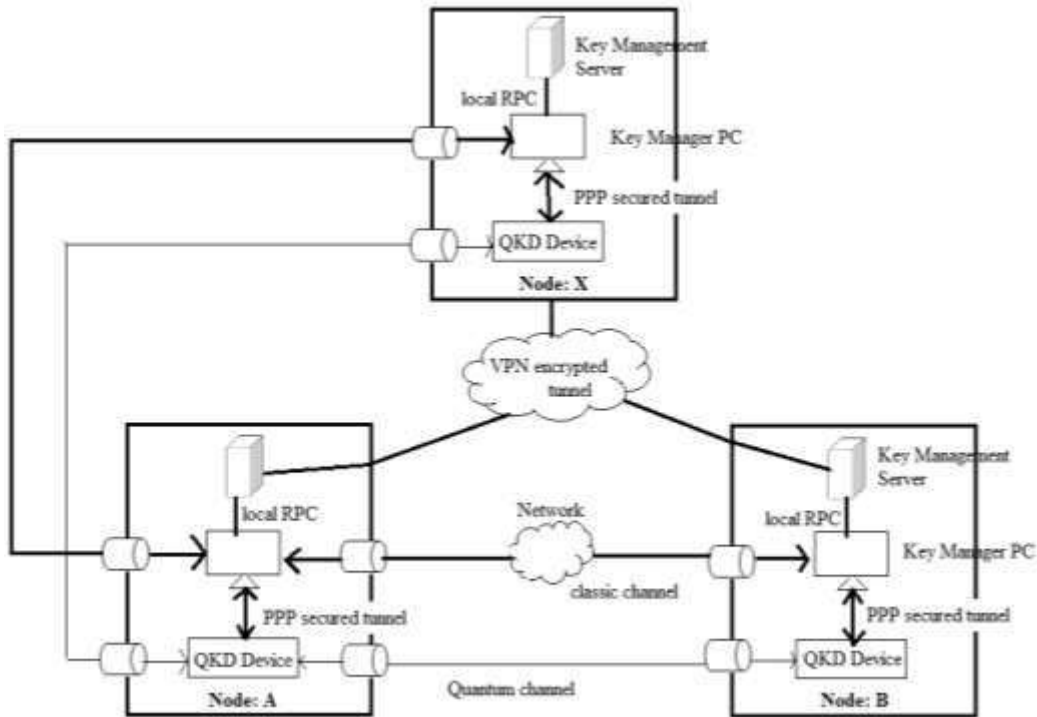 Key Management
Server
local RPC
Key Manager PC
PPP secured tunnel
QKD Device
Node: X
VPN encrypted
tunnel
Key Management
Server
local RPC
Network
local RPC
Key Manager PC
classic channel
PPP secured tunnel
PPP secured tunnel
QKD Device
QKD Device
Quantum channel
Node: A
Node: B